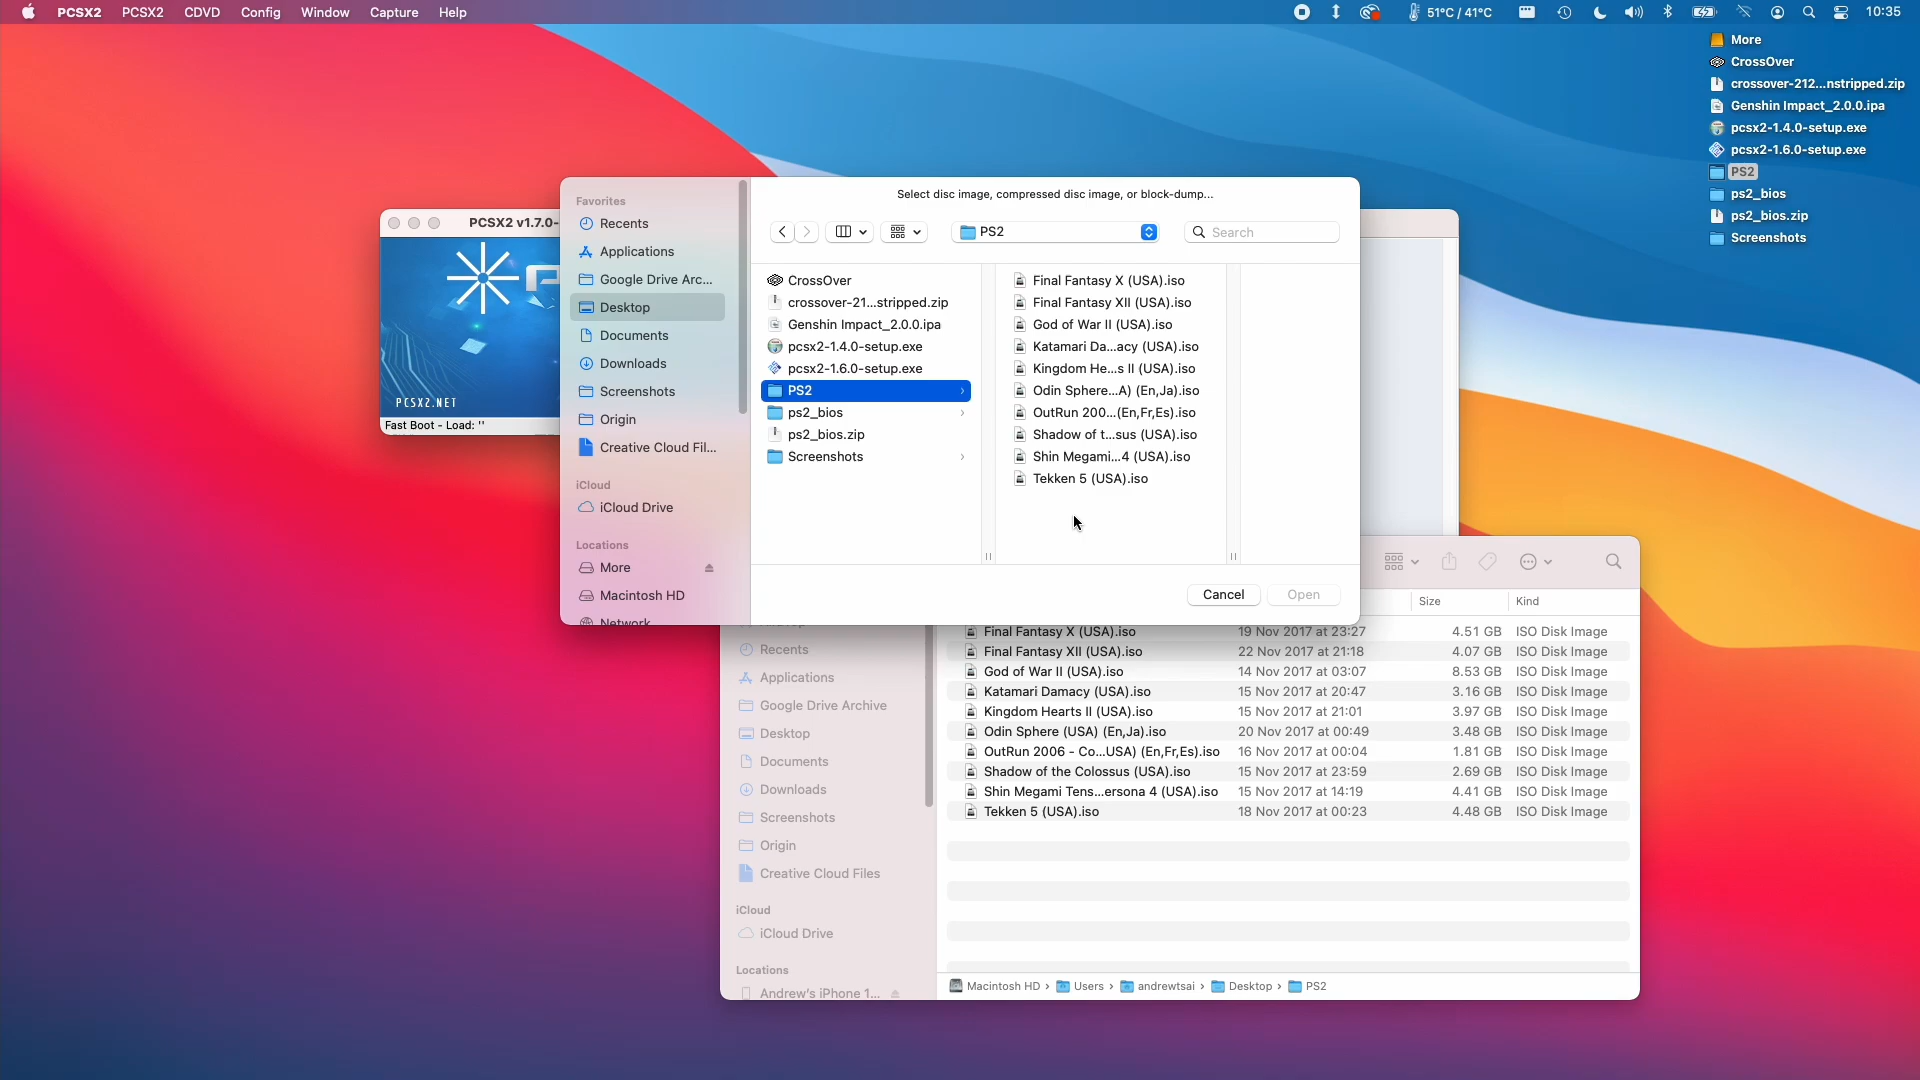 PCSX2 PCSX2 CDVD Config Window Capture Help 51°C / 41°C 10:35
More
CrossOver
crossover-212...nstripped.zip
Genshin Impact_2.0.0.ipa
pcsx2-1.4.0-setup.exe
pcsx2-1.6.0-setup.exe
PS2
ps2_bios
ps2_bios.zip
Screenshots
PCSX2 v1.7.0-
PCSX2.NET
Fast Boot - Load: ''
Select disc image, compressed disc image, or block-dump...
PS2
Search
Favorites
Recents
Applications
Google Drive Arc...
Desktop
Documents
Downloads
Screenshots
Origin
Creative Cloud Fil...
iCloud
iCloud Drive
Locations
More
Macintosh HD
Network
CrossOver
crossover-21...stripped.zip
Genshin Impact_2.0.0.ipa
pcsx2-1.4.0-setup.exe
pcsx2-1.6.0-setup.exe
PS2
ps2_bios
ps2_bios.zip
Screenshots
Final Fantasy X (USA).iso
Final Fantasy XII (USA).iso
God of War II (USA).iso
Katamari Da...acy (USA).iso
Kingdom He...s II (USA).iso
Odin Sphere...A) (En,Ja).iso
OutRun 200...(En,Fr,Es).iso
Shadow of t...sus (USA).iso
Shin Megami...4 (USA).iso
Tekken 5 (USA).iso
Cancel Open
Size Kind
Final Fantasy X (USA).iso 19 Nov 2017 at 23:27 4.51 GB ISO Disk Image
Final Fantasy XII (USA).iso 22 Nov 2017 at 21:18 4.07 GB ISO Disk Image
God of War II (USA).iso 14 Nov 2017 at 03:07 8.53 GB ISO Disk Image
Katamari Damacy (USA).iso 15 Nov 2017 at 20:47 3.16 GB ISO Disk Image
Kingdom Hearts II (USA).iso 15 Nov 2017 at 21:01 3.97 GB ISO Disk Image
Odin Sphere (USA) (En,Ja).iso 20 Nov 2017 at 00:49 3.48 GB ISO Disk Image
OutRun 2006 - Co...USA) (En,Fr,Es).iso 16 Nov 2017 at 00:04 1.81 GB ISO Disk Image
Shadow of the Colossus (USA).iso 15 Nov 2017 at 23:59 2.69 GB ISO Disk Image
Shin Megami Tens...ersona 4 (USA).iso 15 Nov 2017 at 14:19 4.41 GB ISO Disk Image
Tekken 5 (USA).iso 18 Nov 2017 at 00:23 4.48 GB ISO Disk Image
Recents
Applications
Google Drive Archive
Desktop
Documents
Downloads
Screenshots
Origin
Creative Cloud Files
iCloud
iCloud Drive
Locations
Andrew's iPhone 1...
Macintosh HD › Users › andrewtsai › Desktop › PS2